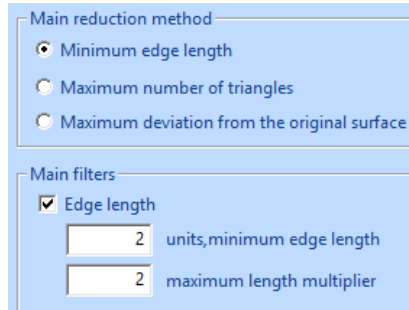 Main reduction method
Minimum edge length
Maximum number of triangles
Maximum deviation from the original surface
Main filters
Edge length
2 units,minimum edge length
2 maximum length multiplier